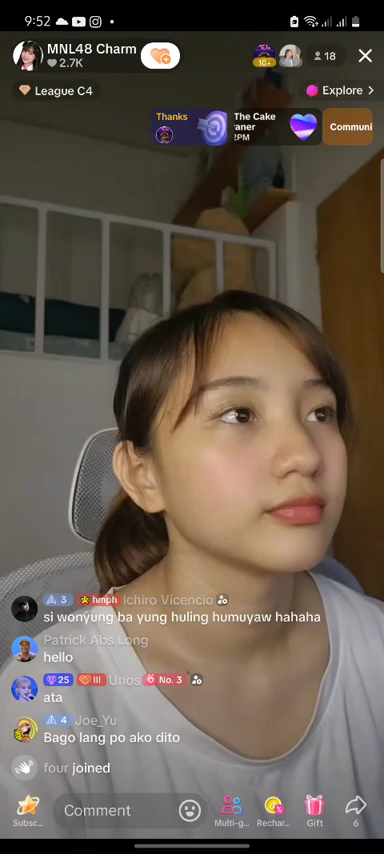 9:52
MNL48 Charm
2.7K
10+
18
League C4
Explore >
Thanks
The Cake
aner
2PM
Communi
3 hmph Ichiro Vicencio
si wonyung ba yung huling humuyaw hahaha
Patrick Abs Long
hello
25 III Unos No. 3
ata
4 Joe_Yu
Bago lang po ako dito
four joined
Comment
Subsc...
Multi-g...
Rechar...
Gift
6